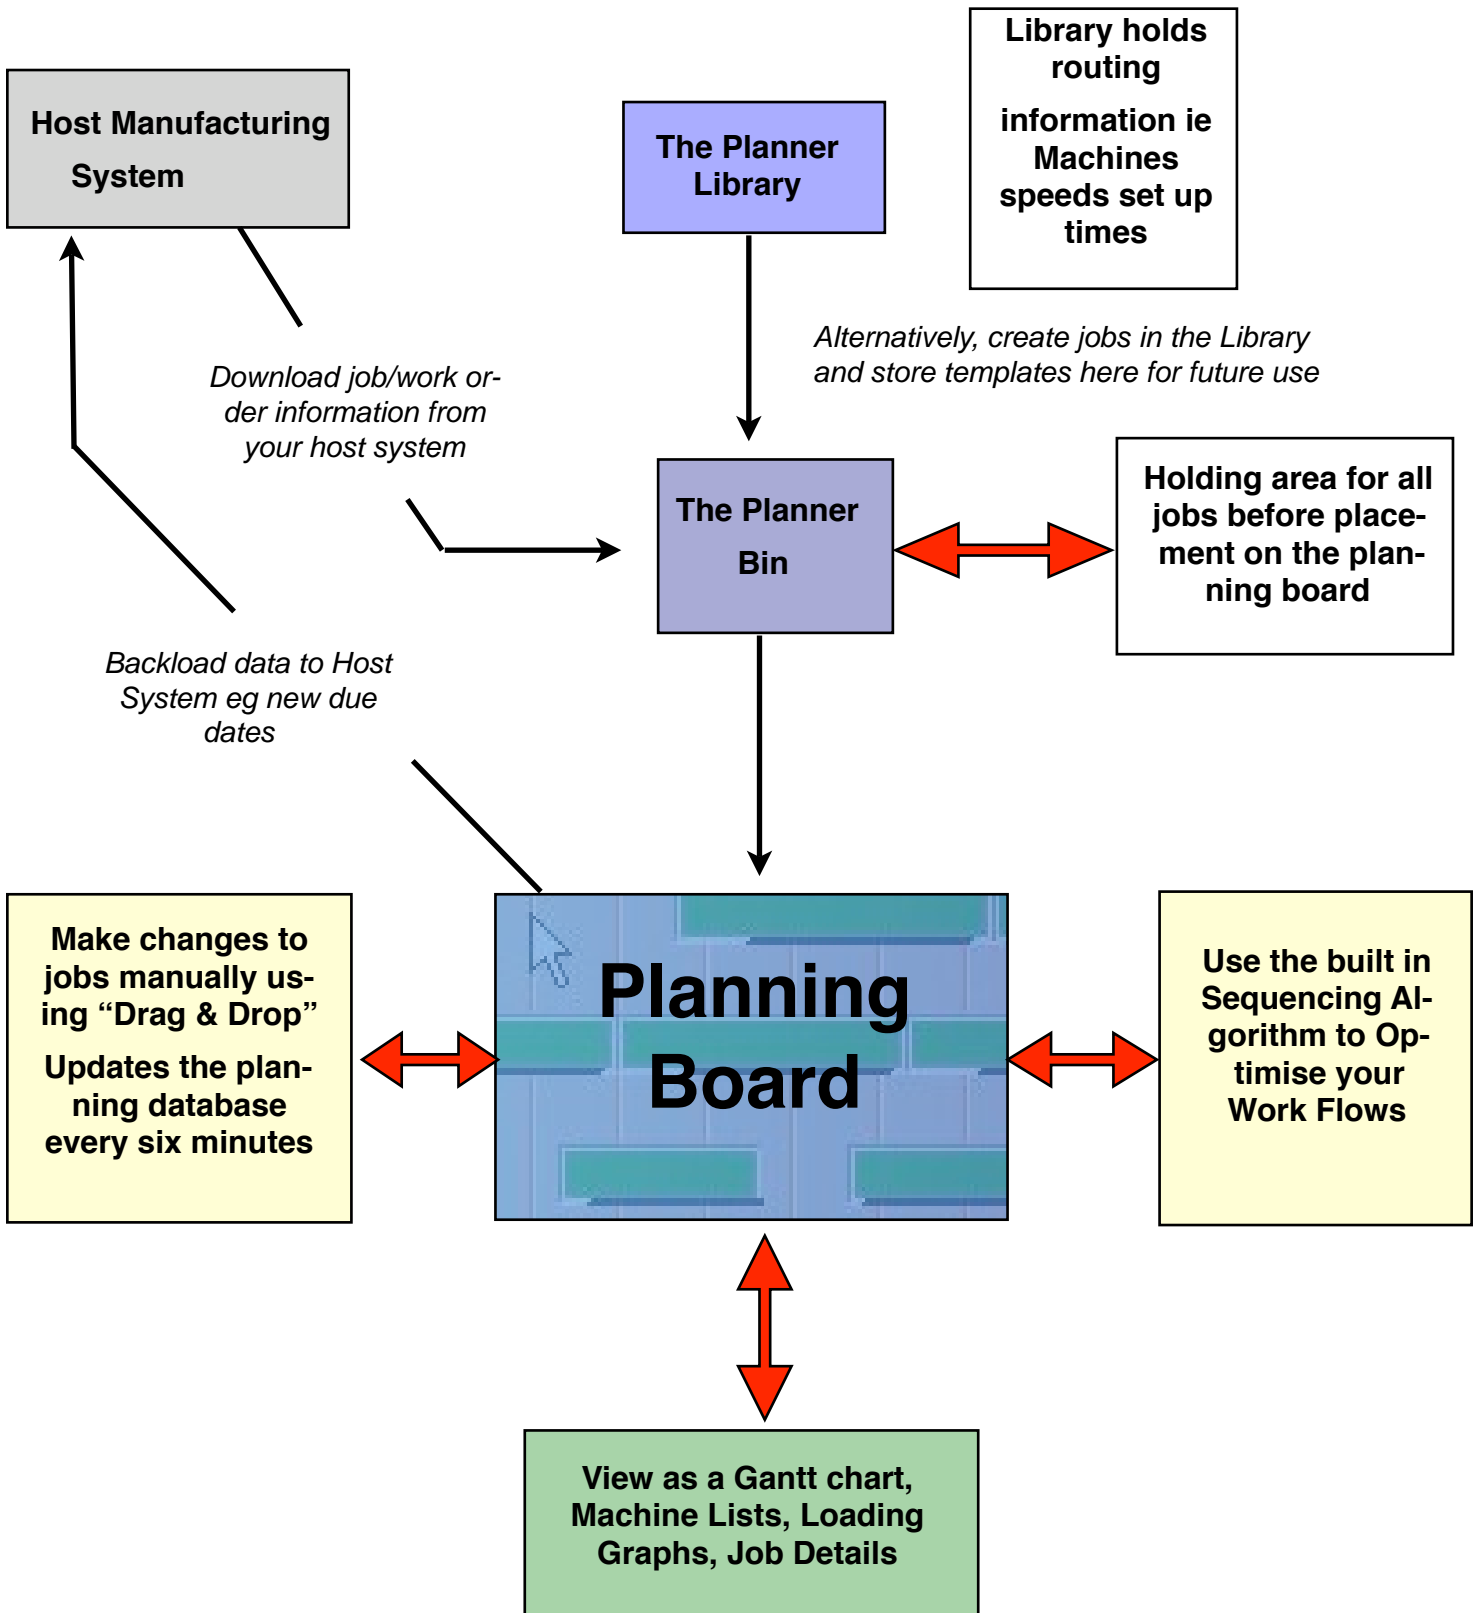 Library holds
routing
information ie
Machines
speeds set up
times
Host Manufacturing
System
The Planner
Library
Alternatively, create jobs in the Library
and store templates here for future use
Download job/work or-
der information from
your host system
The Planner
Bin
Holding area for all
jobs before place-
ment on the plan-
ning board
Backload data to Host
System eg new due
dates
Make changes to
jobs manually us-
ing “Drag & Drop”
Updates the plan-
ning database
every six minutes
Planning
Board
Use the built in
Sequencing Al-
gorithm to Op-
timise your
Work Flows
View as a Gantt chart,
Machine Lists, Loading
Graphs, Job Details